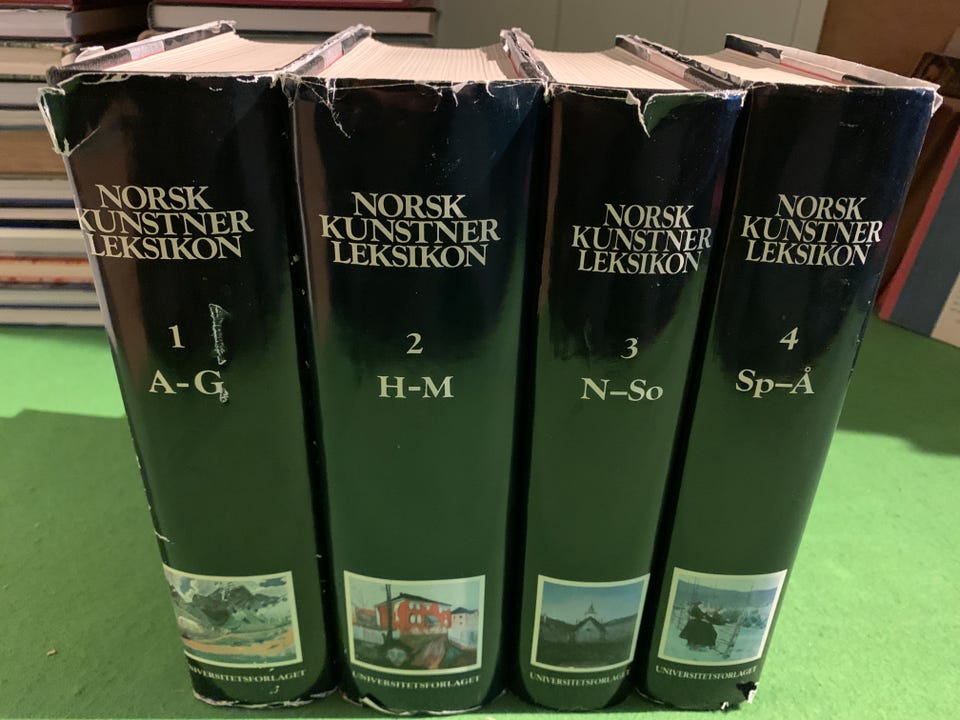 NORSK
KUNSTNER
LEKSIKON
1
A-G
UNIVERSITETSFORLAGET
NORSK
KUNSTNER
LEKSIKON
2
H-M
UNIVERSITETSFORLAGET
NORSK
KUNSTNER
LEKSIKON
3
N–So
UNIVERSITETSFORLAGET
NORSK
KUNSTNER
LEKSIKON
4
Sp–Å
UNIVERSITETSFORLAGET